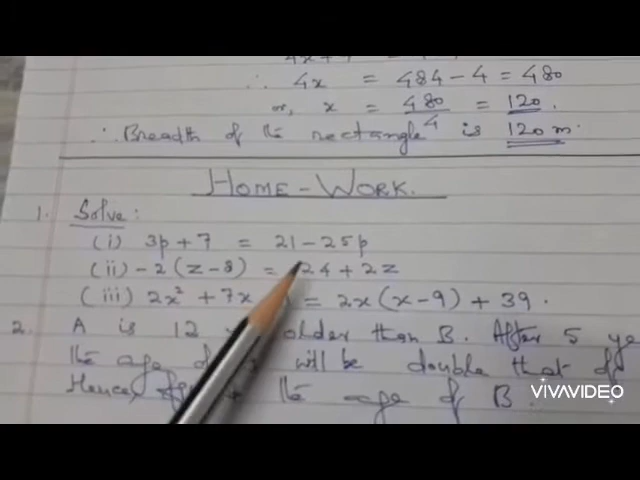 ∴ 4x = 484 - 4 = 480
or, x = 480/4 = 120.
∴ Breadth of the rectangle is 120 m.
HOME-WORK.
1. Solve:
(i) 3p + 7 = 21 - 25p
(ii) -2(z-8) = 24 + 2z
(iii) 2x² + 7x = 2x(x-9) + 39.
2. A is 12 older than B. After 5
the age of will be double that of
Hence the age of B.
VIVAVIDEO